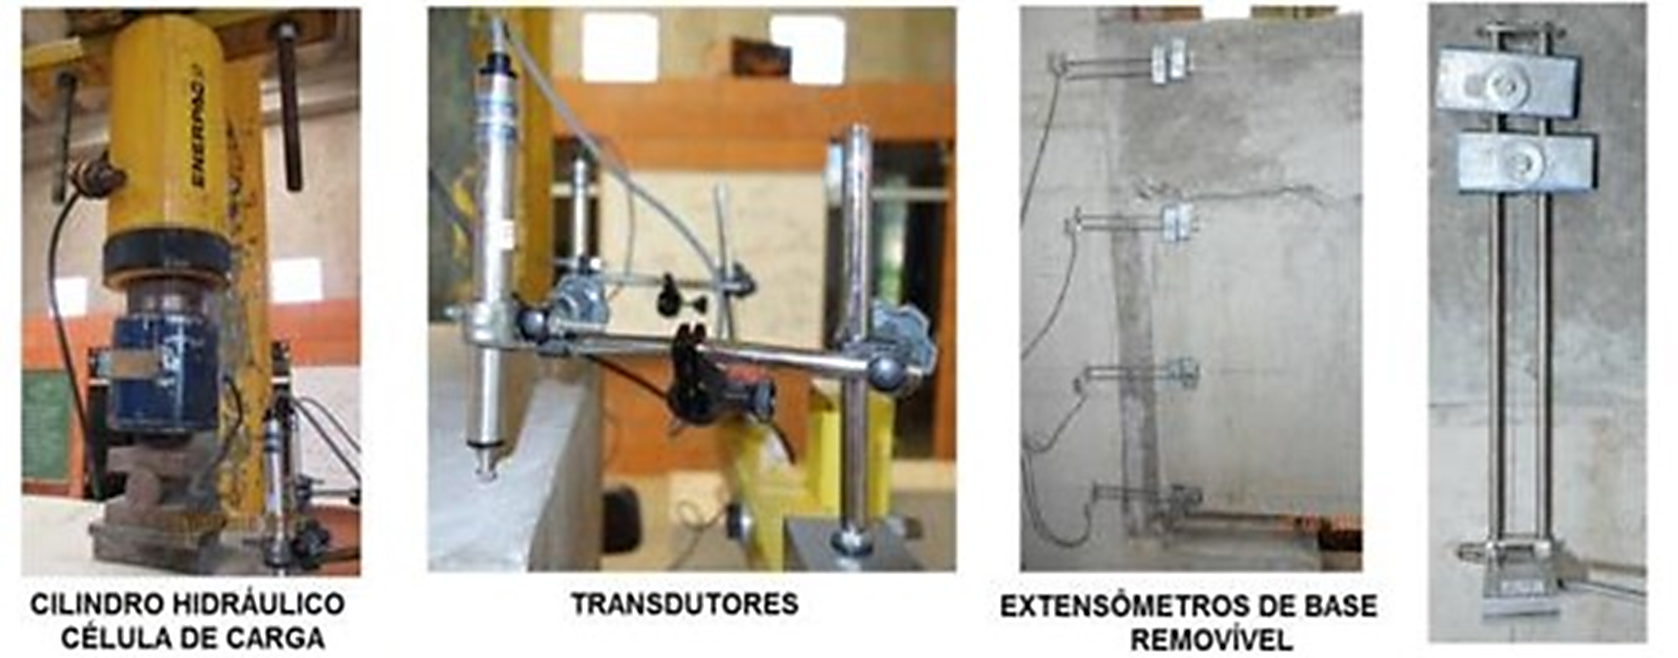 ENERPAC
CILINDRO HIDRÁULICO
CÉLULA DE CARGA
TRANSDUTORES
EXTENSÔMETROS DE BASE
REMOVÍVEL